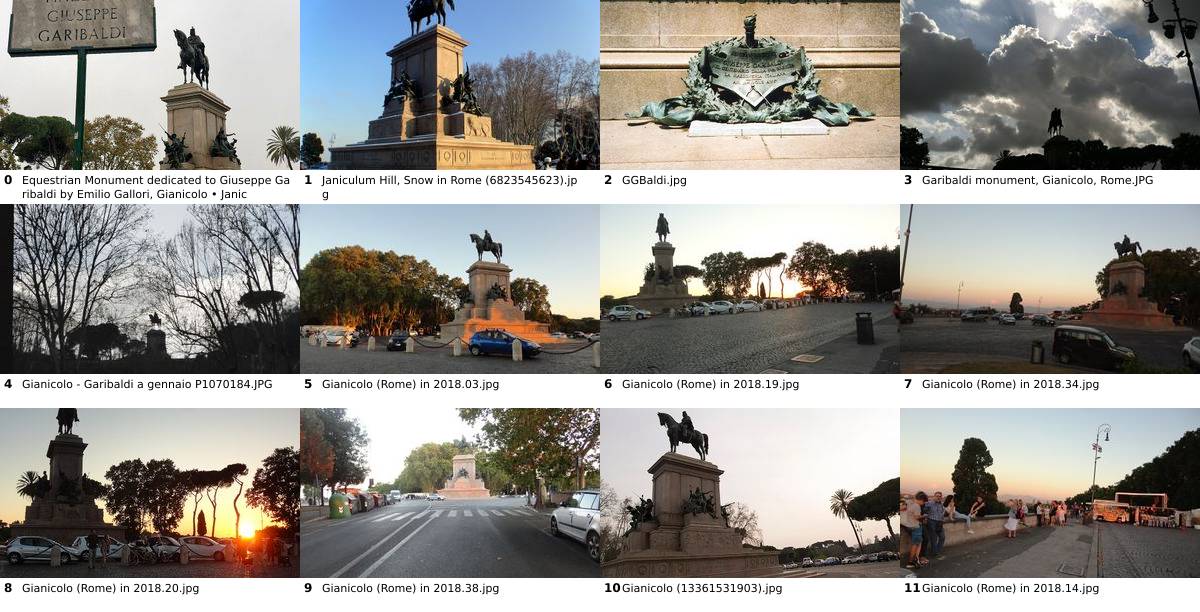 GIUSEPPE
GARIBALDI
0 Equestrian Monument dedicated to Giuseppe Ga
ribaldi by Emilio Gallori, Gianicolo • Janic
1 Janiculum Hill, Snow in Rome (6823545623).jp
g
2 GGBaldi.jpg
3 Garibaldi monument, Gianicolo, Rome.JPG
4 Gianicolo - Garibaldi a gennaio P1070184.JPG
5 Gianicolo (Rome) in 2018.03.jpg
6 Gianicolo (Rome) in 2018.19.jpg
7 Gianicolo (Rome) in 2018.34.jpg
8 Gianicolo (Rome) in 2018.20.jpg
9 Gianicolo (Rome) in 2018.38.jpg
10 Gianicolo (13361531903).jpg
11 Gianicolo (Rome) in 2018.14.jpg